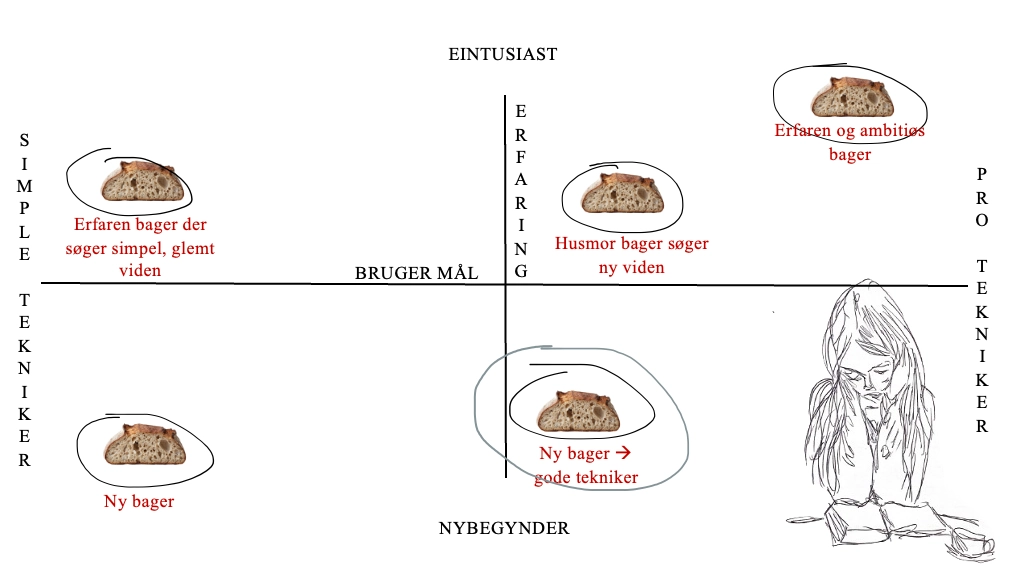 EINTUSIAST
ERFARING
SIMPLE TEKNIKER
Erfaren og ambitiøs
bager
PRO TEKNIKER
Erfaren bager der
søger simpel, glemt
viden
Husmor bager søger
ny viden
BRUGER MÅL
Ny bager →
gode tekniker
Ny bager
NYBEGYNDER